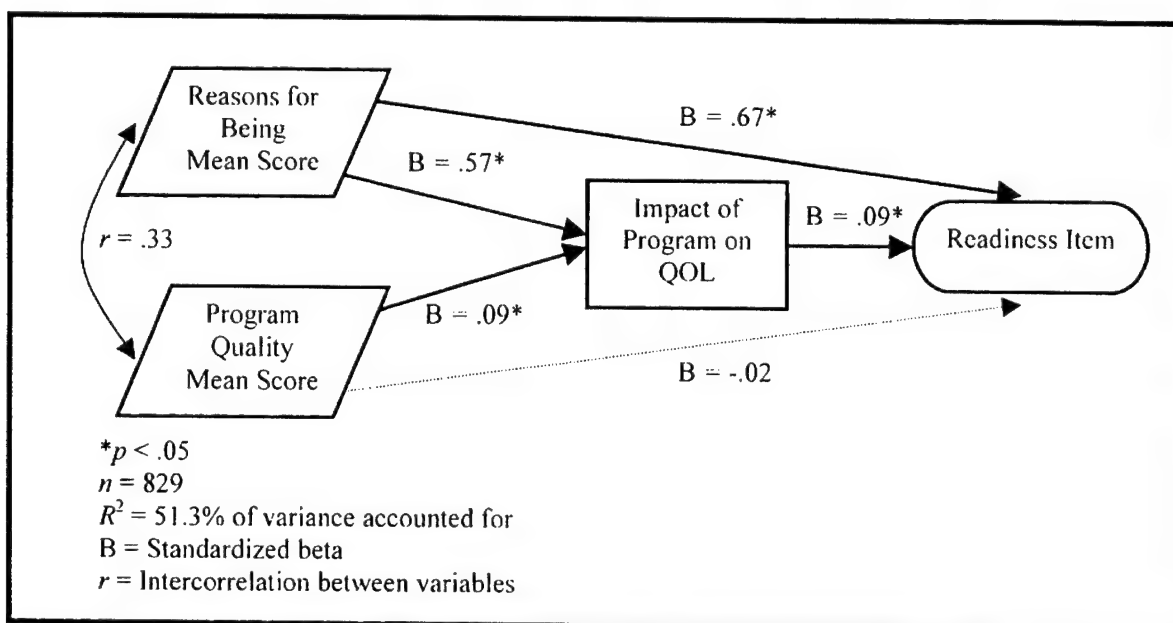 Reasons for
Being
Mean Score
B = .67*
B = .57*
Impact of
Program on
QOL
B = .09*
Readiness Item
r = .33
Program
Quality
Mean Score
B = .09*
B = -.02
*p < .05
n = 829
R² = 51.3% of variance accounted for
B = Standardized beta
r = Intercorrelation between variables